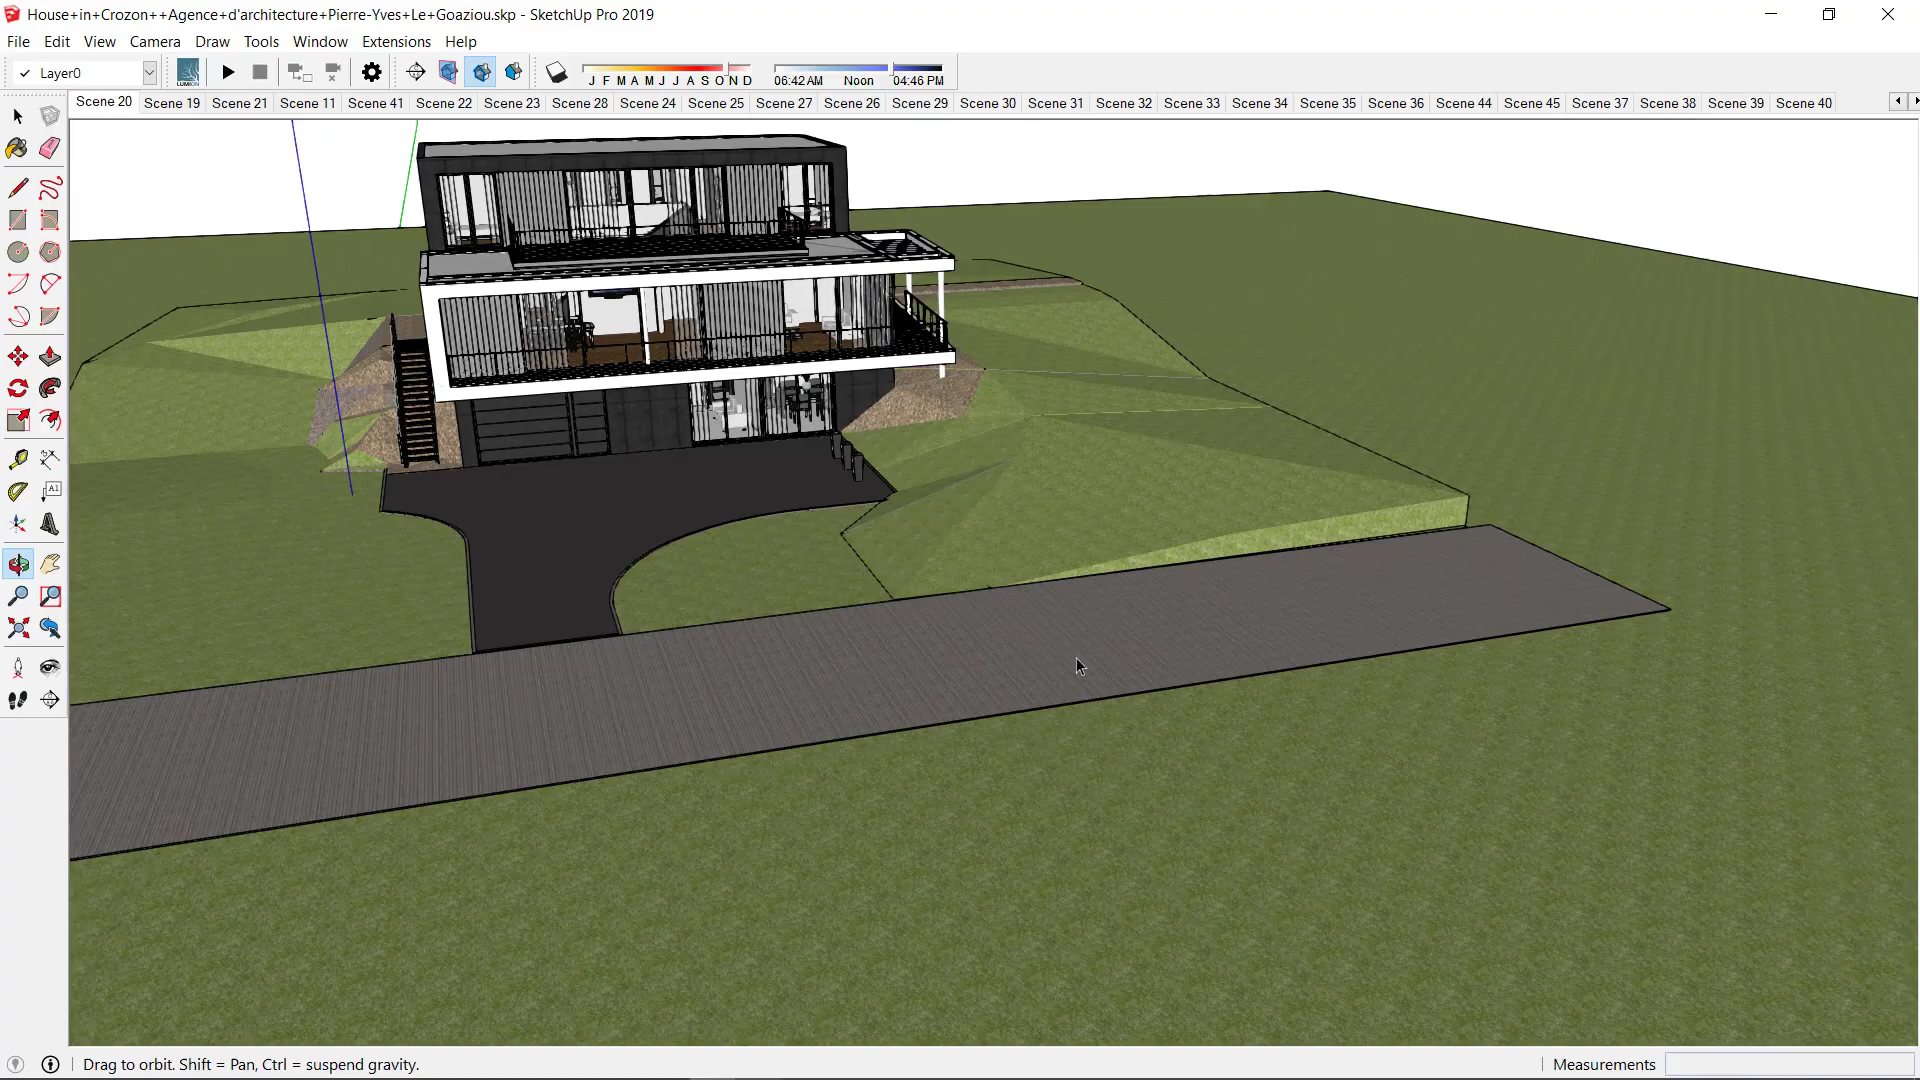 House+in+Crozon++Agence+d'architecture+Pierre-Yves+Le+Goaziou.skp - SketchUp Pro 2019
File Edit View Camera Draw Tools Window Extensions Help
Layer0
LUMION
J F M A M J J A S O N D
06:42 AM Noon 04:46 PM
Scene 20 Scene 19 Scene 21 Scene 11 Scene 41 Scene 22 Scene 23 Scene 28 Scene 24 Scene 25 Scene 27 Scene 26 Scene 29 Scene 30 Scene 31 Scene 32 Scene 33 Scene 34 Scene 35 Scene 36 Scene 44 Scene 45 Scene 37 Scene 38 Scene 39 Scene 40
A1
Drag to orbit. Shift = Pan, Ctrl = suspend gravity.
Measurements